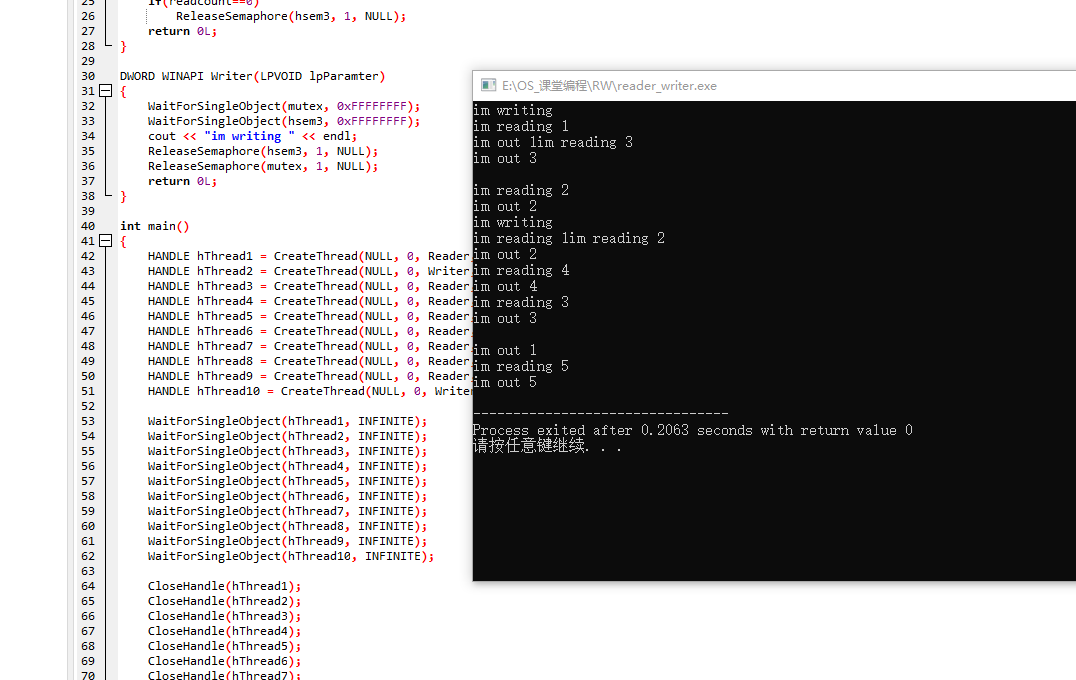 25 if(readcount==0)
26 ReleaseSemaphore(hsem3, 1, NULL);
27 return 0L;
28 }
29
30 DWORD WINAPI Writer(LPVOID lpParamter)
31 {
32 WaitForSingleObject(mutex, 0xFFFFFFFF);
33 WaitForSingleObject(hsem3, 0xFFFFFFFF);
34 cout << "im writing " << endl;
35 ReleaseSemaphore(hsem3, 1, NULL);
36 ReleaseSemaphore(mutex, 1, NULL);
37 return 0L;
38 }
39
40 int main()
41 {
42 HANDLE hThread1 = CreateThread(NULL, 0, Reader
43 HANDLE hThread2 = CreateThread(NULL, 0, Writer
44 HANDLE hThread3 = CreateThread(NULL, 0, Reader
45 HANDLE hThread4 = CreateThread(NULL, 0, Reader
46 HANDLE hThread5 = CreateThread(NULL, 0, Reader
47 HANDLE hThread6 = CreateThread(NULL, 0, Reader
48 HANDLE hThread7 = CreateThread(NULL, 0, Reader
49 HANDLE hThread8 = CreateThread(NULL, 0, Reader
50 HANDLE hThread9 = CreateThread(NULL, 0, Reader
51 HANDLE hThread10 = CreateThread(NULL, 0, Writer
52
53 WaitForSingleObject(hThread1, INFINITE);
54 WaitForSingleObject(hThread2, INFINITE);
55 WaitForSingleObject(hThread3, INFINITE);
56 WaitForSingleObject(hThread4, INFINITE);
57 WaitForSingleObject(hThread5, INFINITE);
58 WaitForSingleObject(hThread6, INFINITE);
59 WaitForSingleObject(hThread7, INFINITE);
60 WaitForSingleObject(hThread8, INFINITE);
61 WaitForSingleObject(hThread9, INFINITE);
62 WaitForSingleObject(hThread10, INFINITE);
63
64 CloseHandle(hThread1);
65 CloseHandle(hThread2);
66 CloseHandle(hThread3);
67 CloseHandle(hThread4);
68 CloseHandle(hThread5);
69 CloseHandle(hThread6);
70 CloseHandle(hThread7);
E:\OS_课堂编程\RW\reader_writer.exe
im writing
im reading 1
im out 1im reading 3
im out 3
im reading 2
im out 2
im writing
im reading 1im reading 2
im out 2
im reading 4
im out 4
im reading 3
im out 3
im out 1
im reading 5
im out 5
--------------------------------
Process exited after 0.2063 seconds with return value 0
请按任意键继续. . .